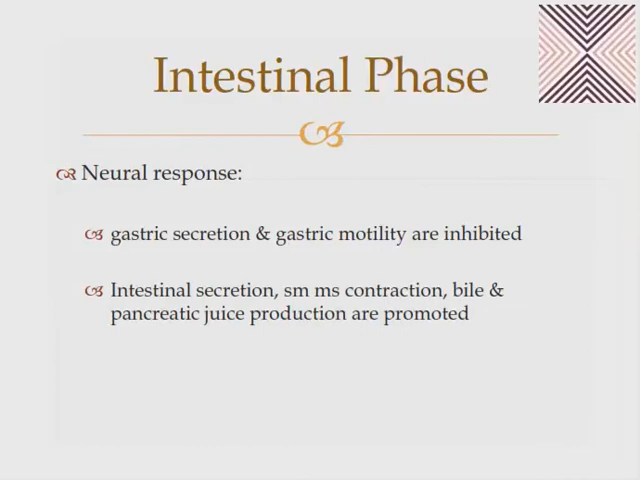 Intestinal Phase
Neural response:
gastric secretion & gastric motility are inhibited
Intestinal secretion, sm ms contraction, bile &
pancreatic juice production are promoted